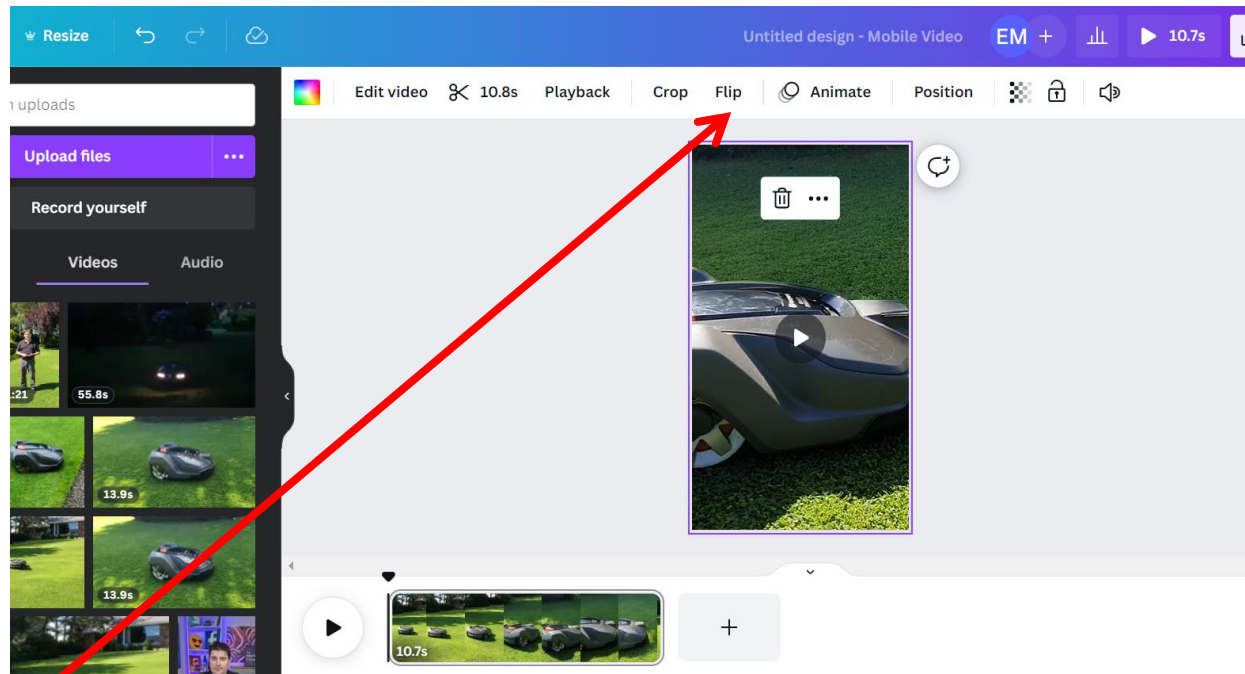 Resize
Untitled design - Mobile Video
EM +
10.7s
uploads
Edit video 10.8s Playback Crop Flip Animate Position
Upload files
Record yourself
Videos Audio
:21 55.8s
13.9s
13.9s
10.7s